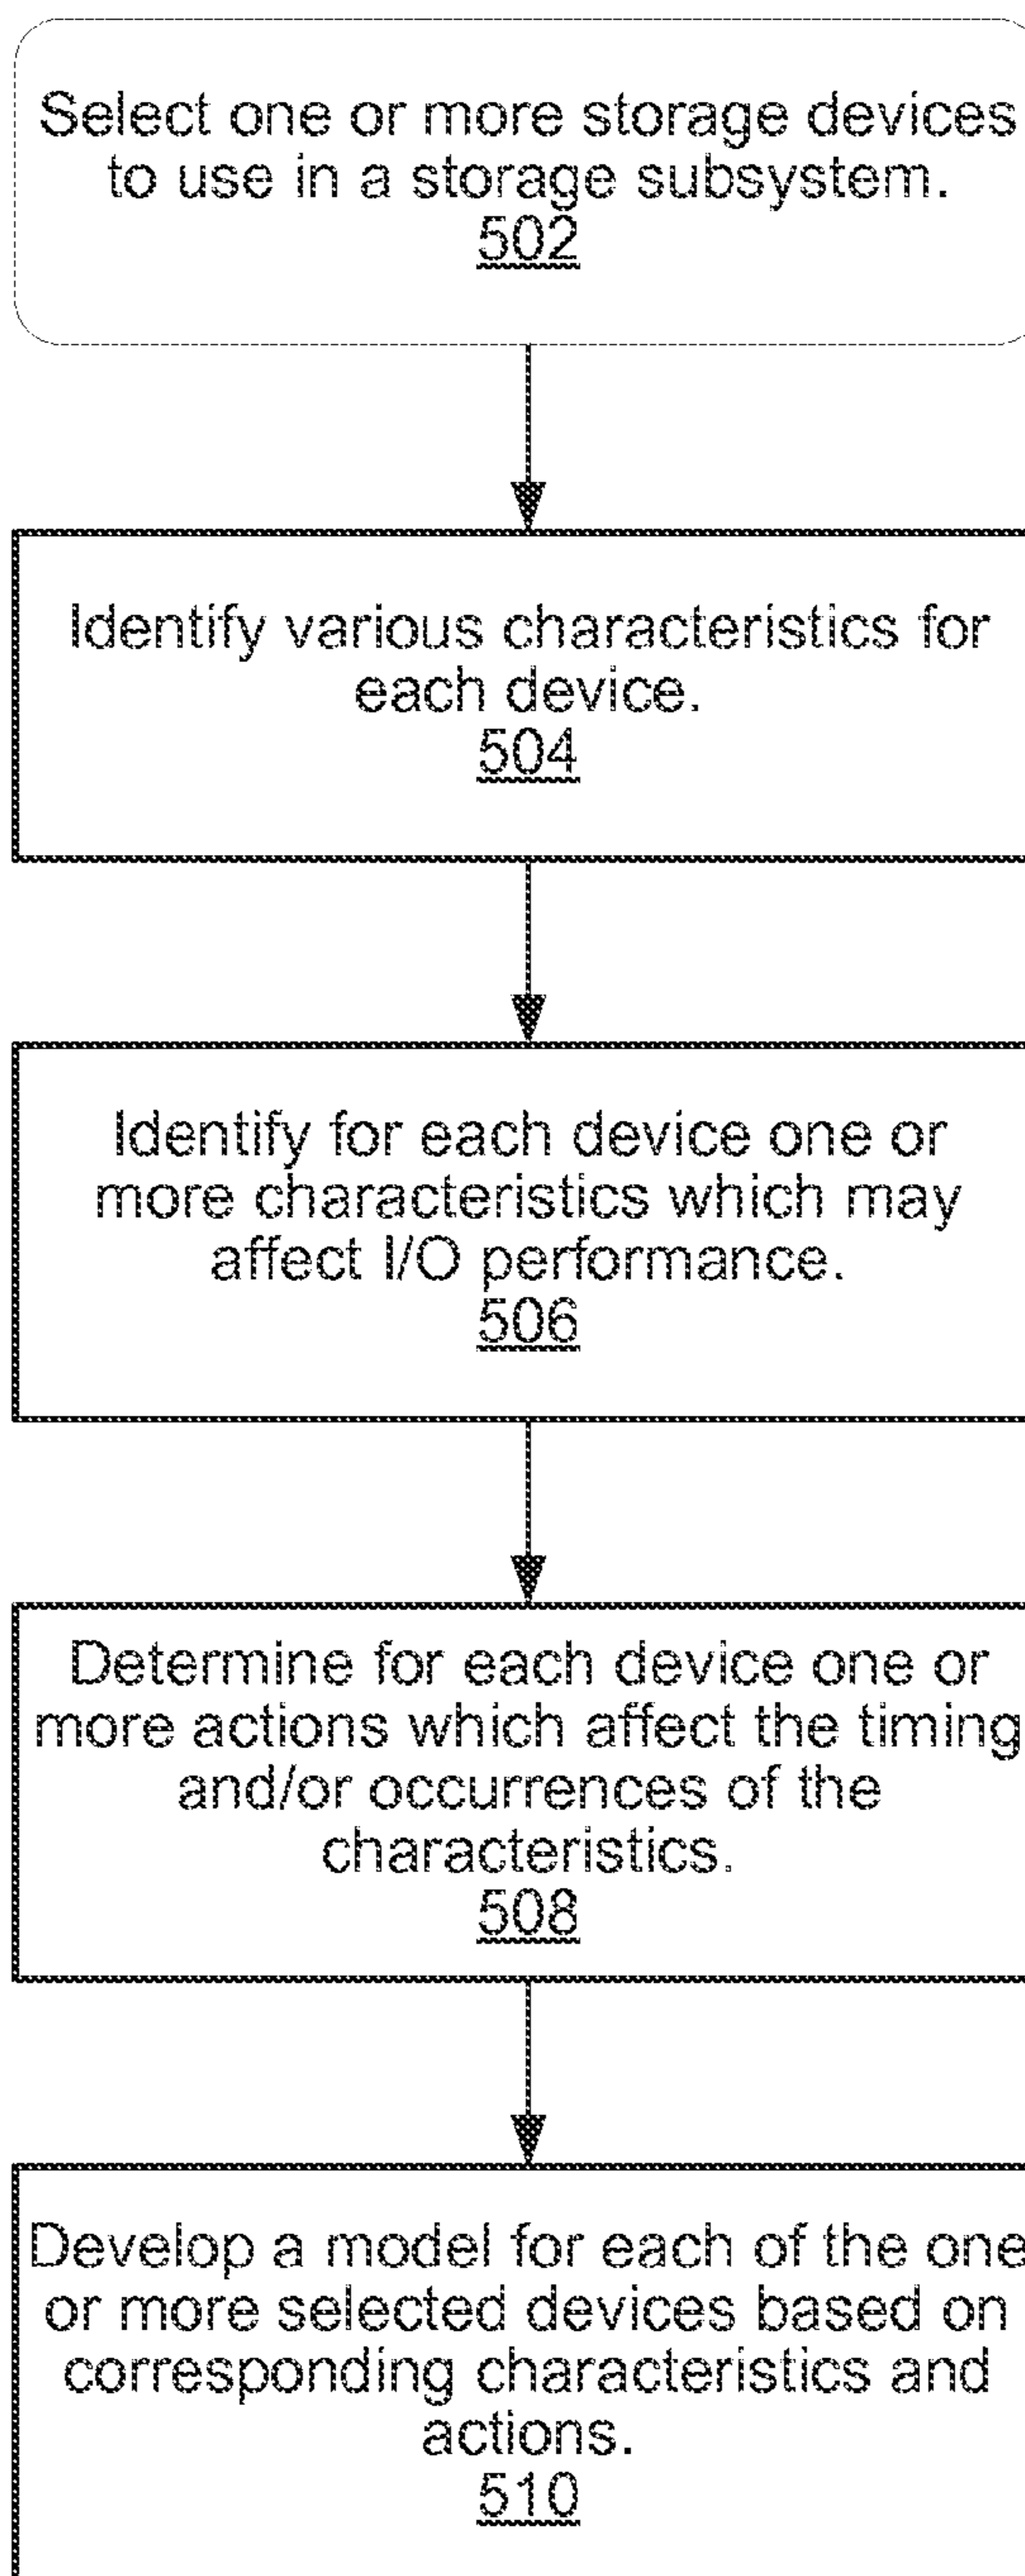 Select one or more storage devices
to use in a storage subsystem.
502
Identify various characteristics for
each device.
504
Identify for each device one or
more characteristics which may
affect I/O performance.
506
Determine for each device one or
more actions which affect the timing
and/or occurrences of the
characteristics.
508
Develop a model for each of the one
or more selected devices based on
corresponding characteristics and
actions.
510